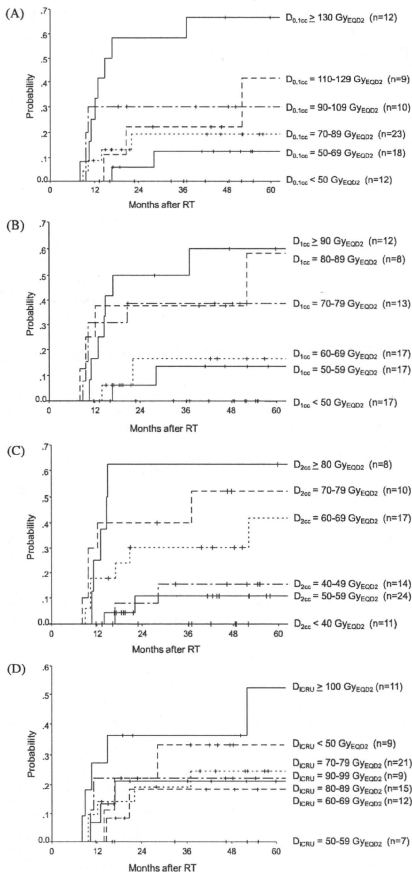 (A)
.7
.6
.5
.4
.3
.2
.1
0.0
Probability
0 12 24 36 48 60
Months after RT
D0.1cc ≥ 130 GyEQD2 (n=12)
D0.1cc = 110-129 GyEQD2 (n=9)
D0.1cc = 90-109 GyEQD2 (n=10)
D0.1cc = 70-89 GyEQD2 (n=23)
D0.1cc = 50-69 GyEQD2 (n=18)
D0.1cc < 50 GyEQD2 (n=12)
(B)
.7
.6
.5
.4
.3
.2
.1
0.0
Probability
0 12 24 36 48 60
Months after RT
D1cc ≥ 90 GyEQD2 (n=12)
D1cc = 80-89 GyEQD2 (n=8)
D1cc = 70-79 GyEQD2 (n=13)
D1cc = 60-69 GyEQD2 (n=17)
D1cc = 50-59 GyEQD2 (n=17)
D1cc < 50 GyEQD2 (n=17)
(C)
.7
.6
.5
.4
.3
.2
.1
0.0
Probability
0 12 24 36 48 60
Months after RT
D2cc ≥ 80 GyEQD2 (n=8)
D2cc = 70-79 GyEQD2 (n=10)
D2cc = 60-69 GyEQD2 (n=17)
D2cc = 40-49 GyEQD2 (n=14)
D2cc = 50-59 GyEQD2 (n=24)
D2cc < 40 GyEQD2 (n=11)
(D)
.6
.5
.4
.3
.2
.1
0.0
Probability
0 12 24 36 48 60
Months after RT
DICRU ≥ 100 GyEQD2 (n=11)
DICRU < 50 GyEQD2 (n=9)
DICRU = 70-79 GyEQD2 (n=21)
DICRU = 90-99 GyEQD2 (n=9)
DICRU = 80-89 GyEQD2 (n=15)
DICRU = 60-69 GyEQD2 (n=12)
DICRU = 50-59 GyEQD2 (n=7)